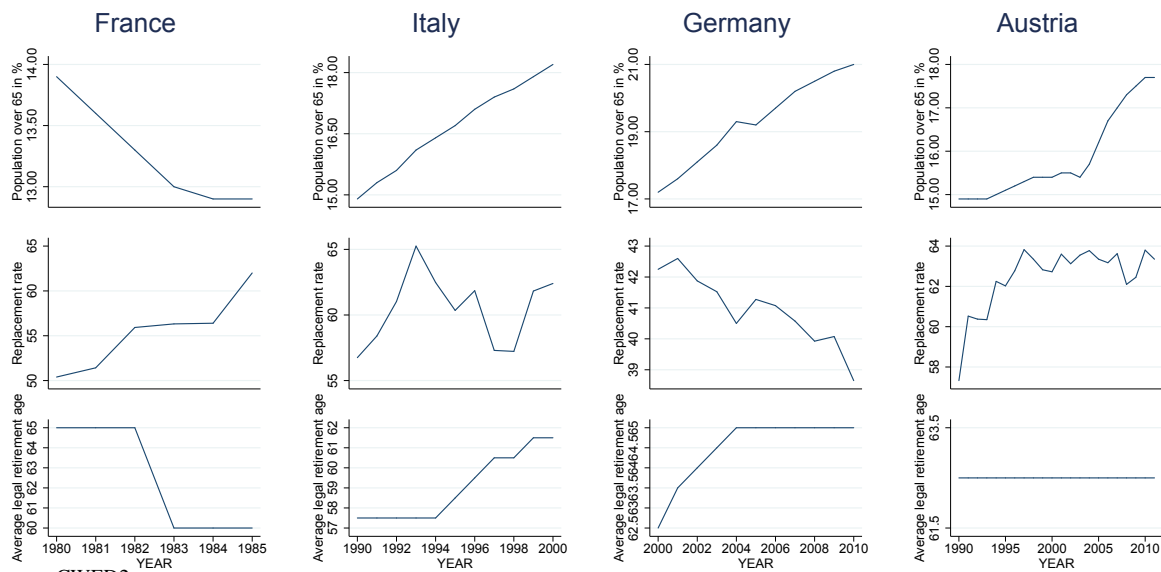 France
Italy
Germany
Austria
Population over 65 in %
14.00
13.50
13.00
Population over 65 in %
18.00
16.50
15.00
Population over 65 in %
21.00
19.00
17.00
Population over 65 in %
18.00
17.00
16.00
15.00
Replacement rate
65
60
55
50
Replacement rate
65
60
55
Replacement rate
43
42
41
40
39
Replacement rate
64
62
60
58
Average legal retirement age
65
64
63
62
61
60
1980 1981 1982 1983 1984 1985
YEAR
Average legal retirement age
62
61
60
59
58
57
1990 1992 1994 1996 1998 2000
YEAR
Average legal retirement age
62.56363.56464.565
2000 2002 2004 2006 2008 2010
YEAR
Average legal retirement age
63.5
61.5
1990 1995 2000 2005 2010
YEAR